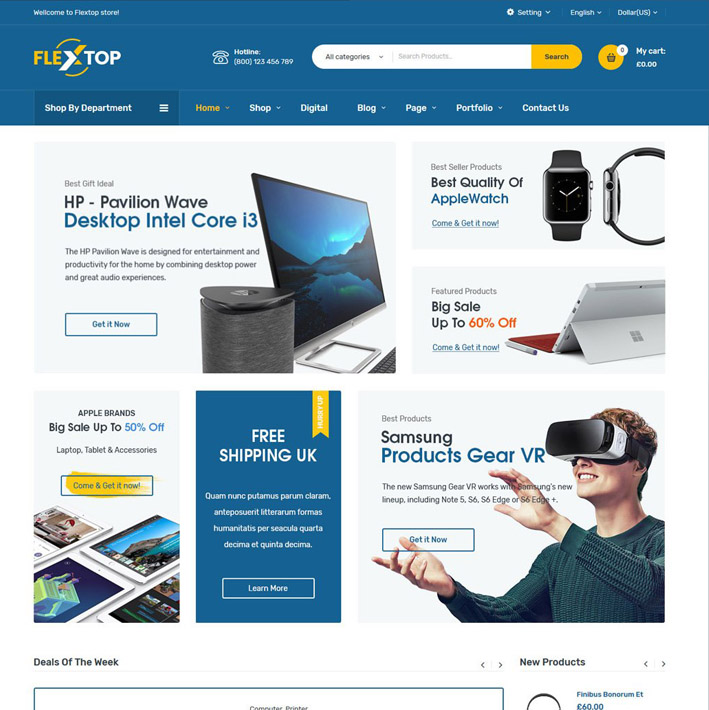 Wellcome to Flextop store!
Setting
English
Dollar(US)
FLEXTOP
Hotline:
(800) 123 456 789
All categories
Search Products..
Search
0
My cart:
£0.00
Shop By Department
Home
Shop
Digital
Blog
Page
Portfolio
Contact Us
Best Gift Ideal
HP - Pavilion Wave
Desktop Intel Core i3
The HP Pavilion Wave is designed for entertainment and
productivity for the home by combining desktop power
and great audio experiences.
Get it Now
Best Seller Products
Best Quality Of
AppleWatch
Come & Get it now!
Featured Products
Big Sale
Up To 60% Off
Come & Get it now!
APPLE BRANDS
Big Sale Up To 50% Off
Laptop, Tablet & Accessories
Come & Get it now!
HURRY UP
FREE
SHIPPING UK
Quam nunc putamus parum claram,
anteposuerit litterarum formas
humanitatis per seacula quarta
decima et quinta decima.
Learn More
Best Products
Samsung
Products Gear VR
The new Samsung Gear VR works with Samsung's new
lineup, including Note 5, S6, S6 Edge or S6 Edge +.
Get it Now
Deals Of The Week
New Products
Computer, Printer
Finibus Bonorum Et
£60.00